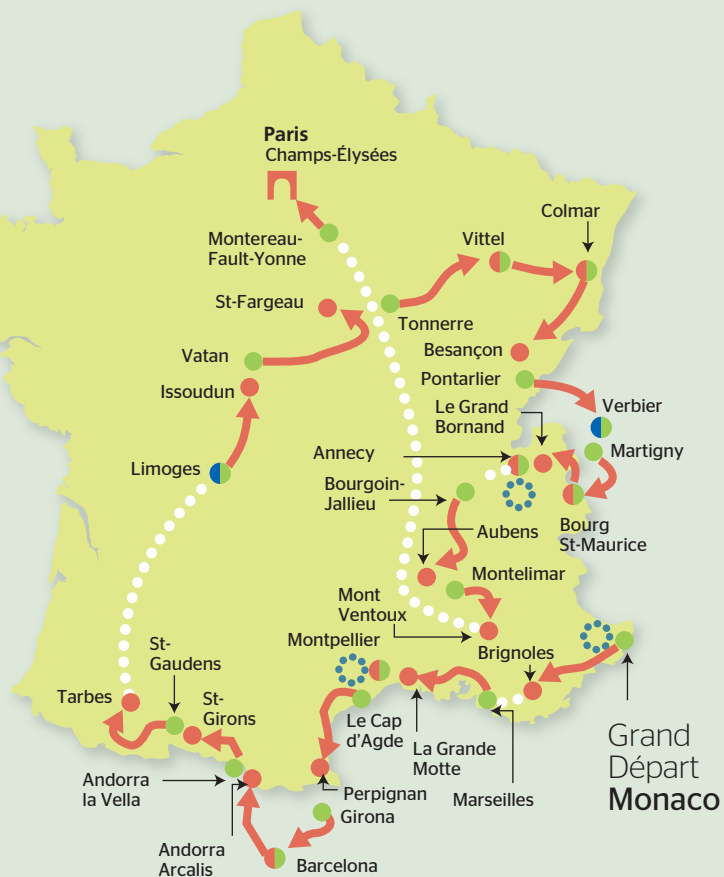 Paris
Champs-Élysées
Colmar
Montereau-
Fault-Yonne
Vittel
St-Fargeau
Tonnerre
Vatan
Besançon
Issoudun
Pontarlier
Le Grand
Bornand
Verbier
Annecy
Martigny
Limoges
Bourgoin-
Jallieu
Bourg
St-Maurice
Aubens
Montelimar
Mont
Ventoux
St-
Gaudens
Montpellier
Brignoles
Tarbes
St-
Girons
Le Cap
d'Agde
La Grande
Motte
Grand
Départ
Monaco
Andorra
la Vella
Perpignan
Marseilles
Girona
Andorra
Arcalis
Barcelona